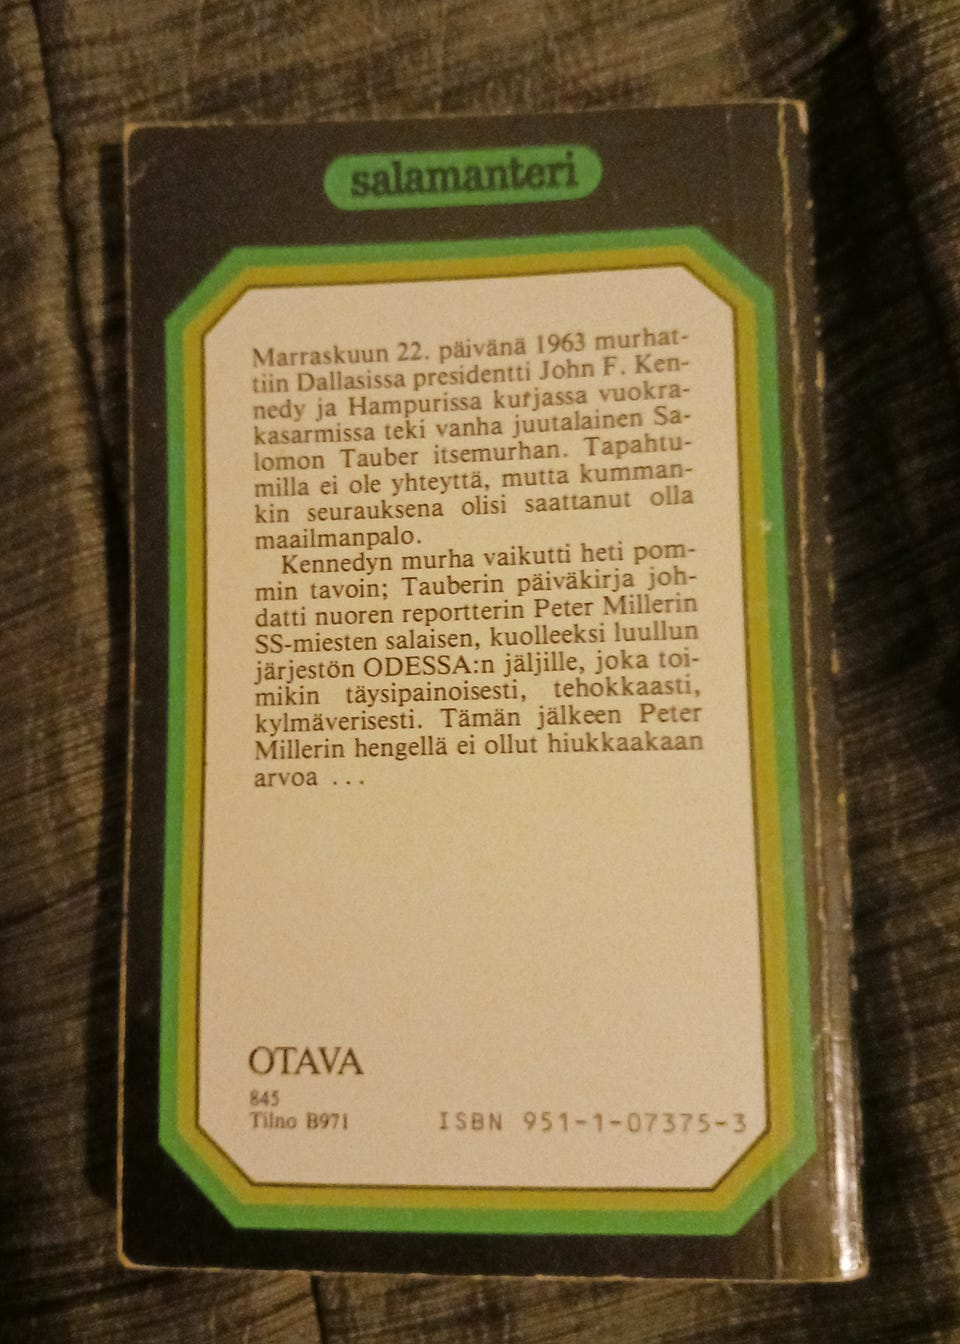 salamanteri
Marraskuun 22. päivänä 1963 murhat-
tiin Dallasissa presidentti John F. Ken-
nedy ja Hampurissa kurjassa vuokra-
kasarmissa teki vanha juutalainen Sa-
lomon Tauber itsemurhan. Tapahtu-
milla ei ole yhteyttä, mutta kumman-
kin seurauksena olisi saattanut olla
maailmanpalo.
Kennedyn murha vaikutti heti pom-
min tavoin; Tauberin päiväkirja joh-
datti nuoren reportterin Peter Millerin
SS-miesten salaisen, kuolleeksi luullun
järjestön ODESSA:n jäljille, joka toi-
mikin täysipainoisesti, tehokkaasti,
kylmäverisesti. Tämän jälkeen Peter
Millerin hengellä ei ollut hiukkaakaan
arvoa ...
OTAVA
845
Tilno B971 ISBN 951-1-07375-3